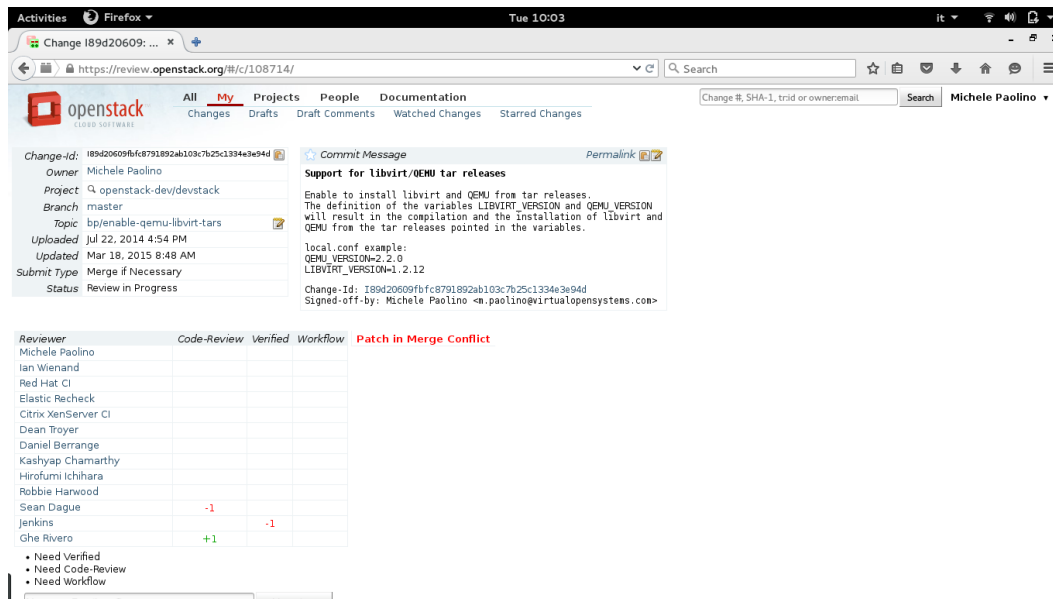 Activities Firefox Tue 10:03 it
Change I89d20609: ...
https://review.openstack.org/#/c/108714/ Search
openstack
CLOUD SOFTWARE
All My Projects People Documentation
Changes Drafts Draft Comments Watched Changes Starred Changes
Change #, SHA-1, tr:id or owner:email Search Michele Paolino
Change-Id: I89d20609fbfc8791892ab103c7b25c1334e3e94d
Owner Michele Paolino
Project openstack-dev/devstack
Branch master
Topic bp/enable-qemu-libvirt-tars
Uploaded Jul 22, 2014 4:54 PM
Updated Mar 18, 2015 8:48 AM
Submit Type Merge if Necessary
Status Review in Progress
Commit Message Permalink
Support for libvirt/QEMU tar releases
Enable to install libvirt and QEMU from tar releases.
The definition of the variables LIBVIRT_VERSION and QEMU_VERSION
will result in the compilation and the installation of libvirt and
QEMU from the tar releases pointed in the variables.
local.conf example:
QEMU_VERSION=2.2.0
LIBVIRT_VERSION=1.2.12
Change-Id: I89d20609fbfc8791892ab103c7b25c1334e3e94d
Signed-off-by: Michele Paolino <m.paolino@virtualopensystems.com>
Reviewer Code-Review Verified Workflow Patch in Merge Conflict
Michele Paolino
Ian Wienand
Red Hat CI
Elastic Recheck
Citrix XenServer CI
Dean Troyer
Daniel Berrange
Kashyap Chamarthy
Hirofumi Ichihara
Robbie Harwood
Sean Dague -1
Jenkins -1
Ghe Rivero +1
• Need Verified
• Need Code-Review
• Need Workflow